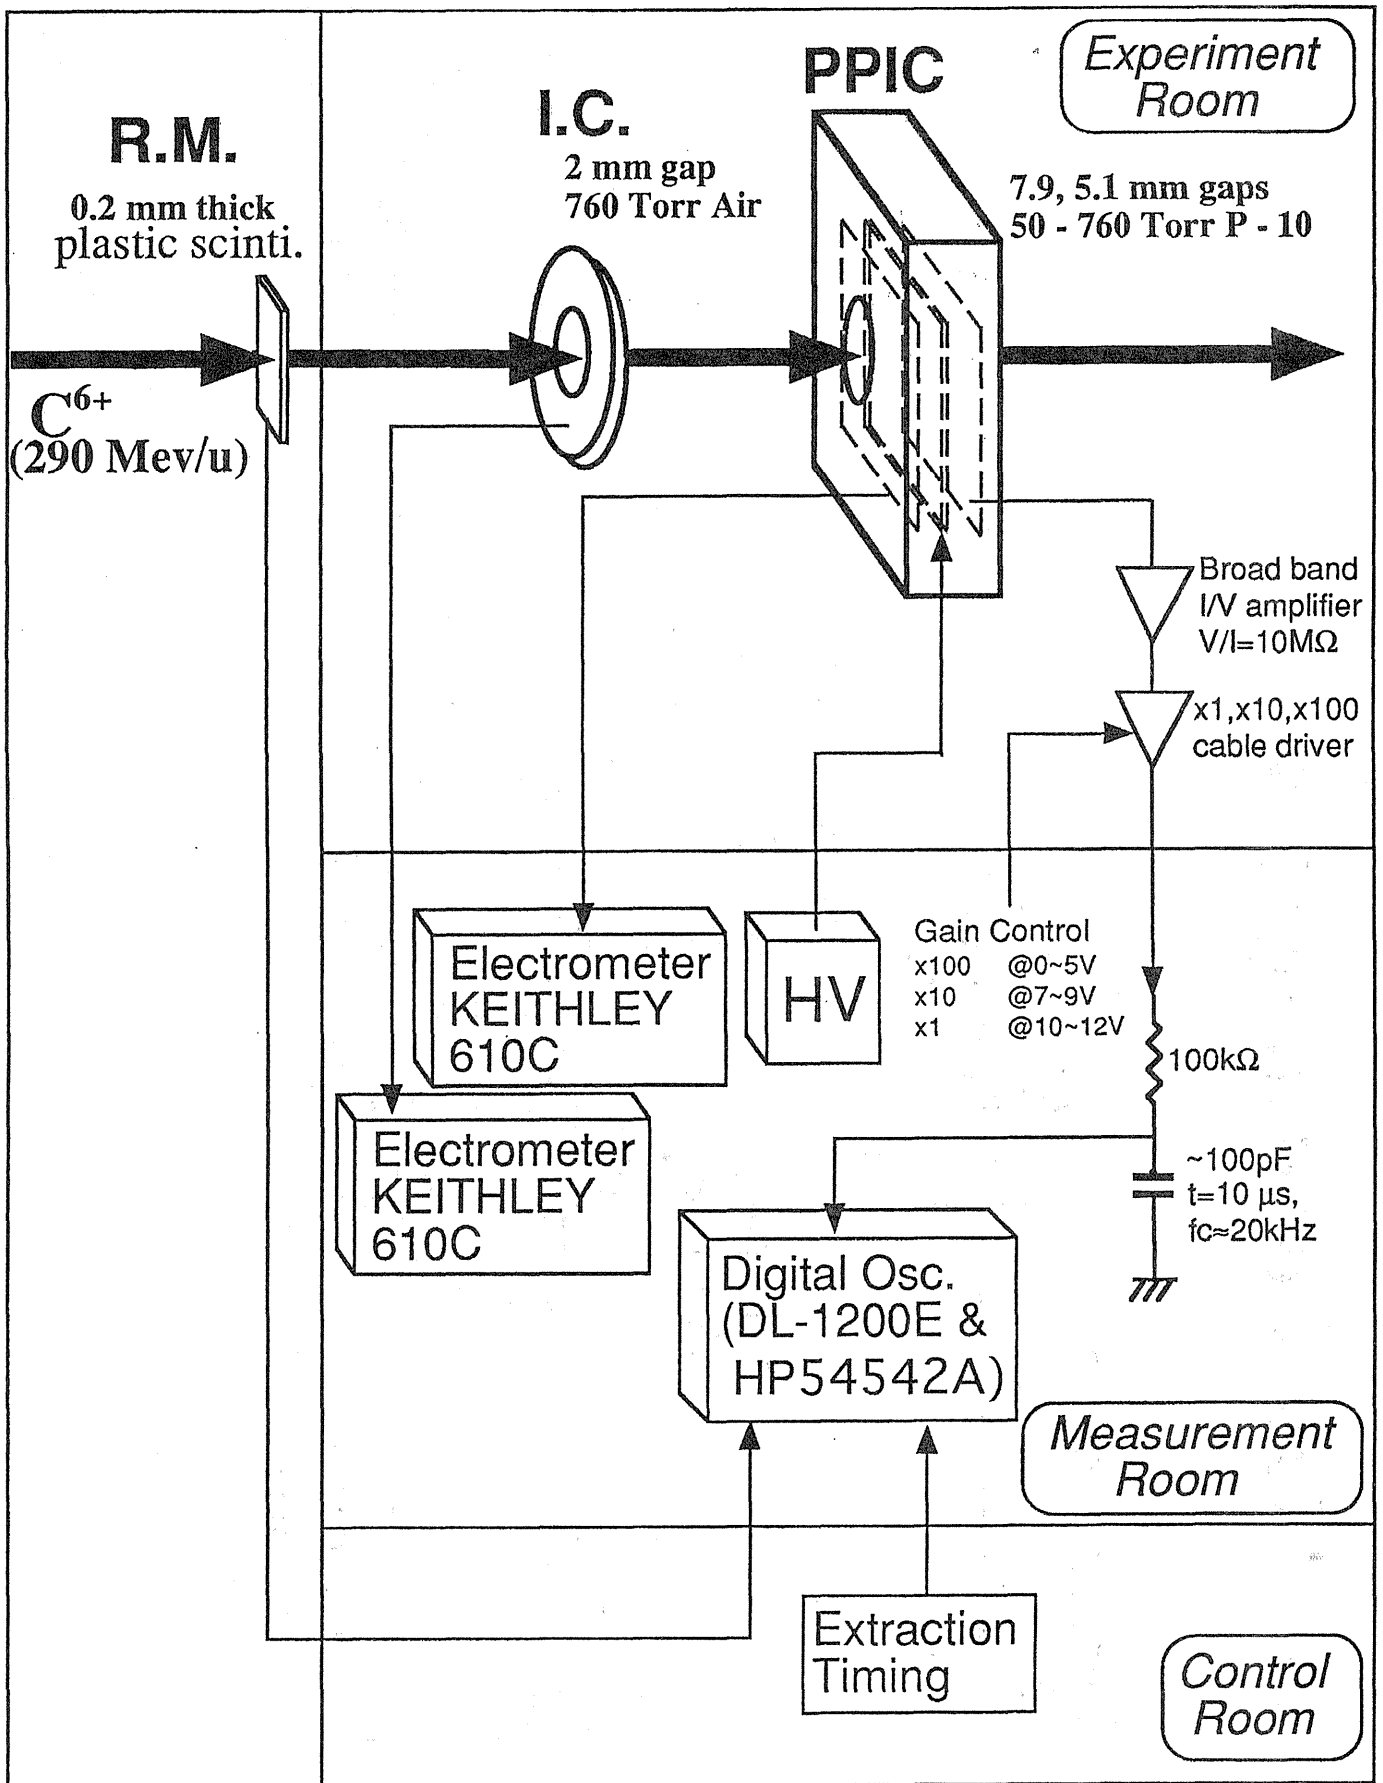 Experiment
Room
PPIC
I.C.
2 mm gap
760 Torr Air
R.M.
0.2 mm thick
plastic scinti.
7.9, 5.1 mm gaps
50 - 760 Torr P - 10
C6+
(290 Mev/u)
Broad band
I/V amplifier
V/I=10MΩ
x1,x10,x100
cable driver
Electrometer
KEITHLEY
610C
HV
Gain Control
x100 @0~5V
x10 @7~9V
x1 @10~12V
100kΩ
Electrometer
KEITHLEY
610C
~100pF
t=10 µs,
fc≈20kHz
Digital Osc.
(DL-1200E &
HP54542A)
Measurement
Room
Extraction
Timing
Control
Room